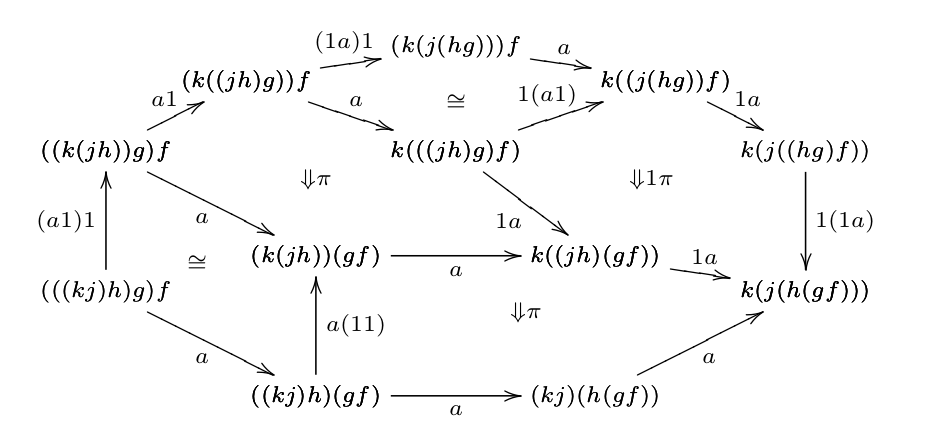 (1a)1 (k(j(hg)))f a
(k((jh)g))f k((j(hg))f)
a1 a ≅ 1(a1) 1a
((k(jh))g)f k(((jh)g)f) k(j((hg)f))
⇓π ⇓1π
(a1)1 a 1a 1(1a)
≅ (k(jh))(gf) a k((jh)(gf)) 1a
(((kj)h)g)f k(j(h(gf)))
⇓π
a(11)
a a
((kj)h)(gf) a (kj)(h(gf))